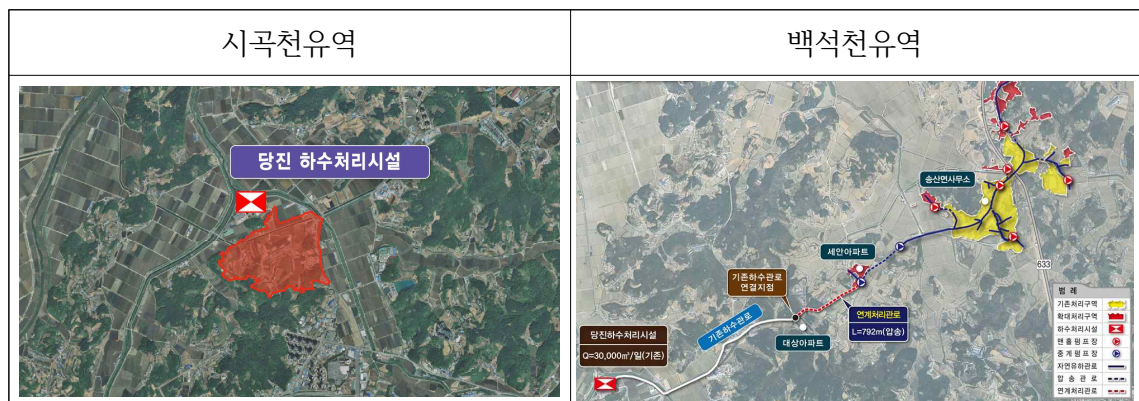 시곡천유역
백석천유역
당진 하수처리시설
송산면사무소
세안아파트
633
기존하수관로
연결지점
연계처리관로
L=792m(압송)
기존하수관로
대상아파트
당진하수처리시설
Q=30,000㎥/일(기존)
범 례
기존처리구역
확대처리구역
하수처리시설
맨홀펌프장
중계펌프장
자연유하관로
압 송 관 로
연계처리관로